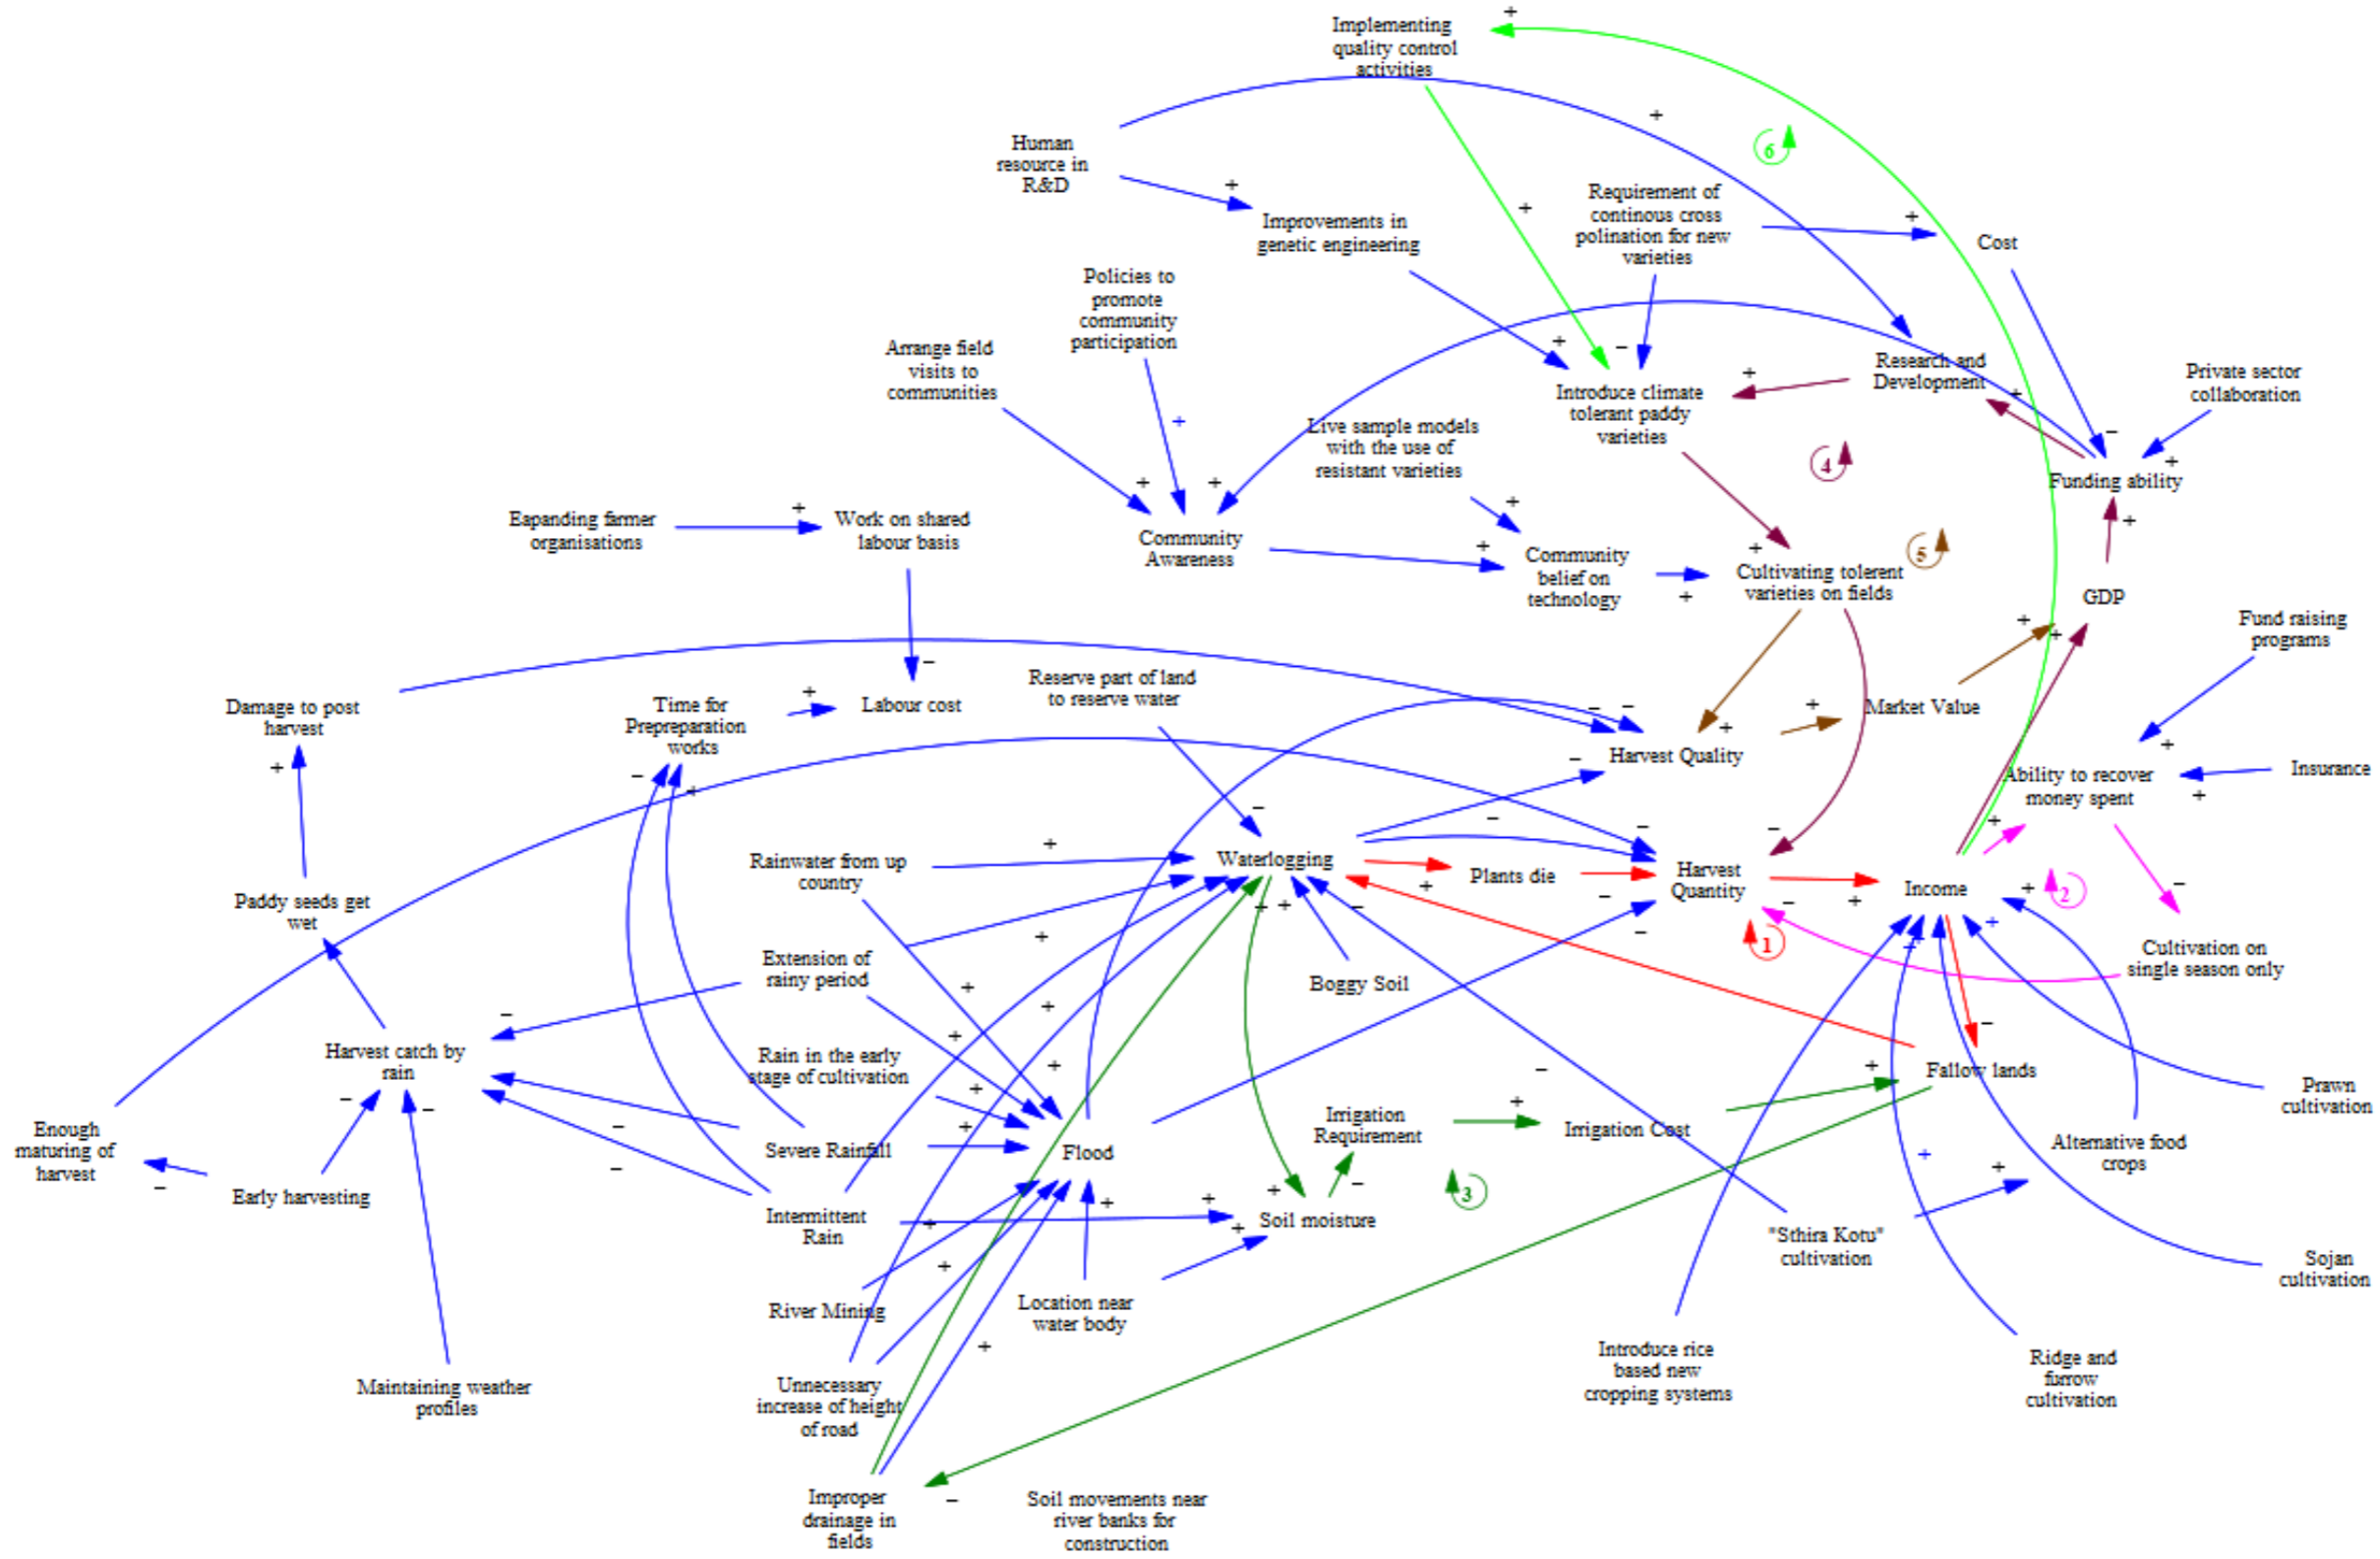 Implementing
quality control
activities
Human
resource in
R&D
Improvements in
genetic engineering
Requirement of
continous cross
polination for new
varieties
Cost
Policies to
promote
community
participation
Arrange field
visits to
communities
Introduce climate
tolerant paddy
varieties
Research and
Development
Private sector
collaboration
Live sample models
with the use of
resistant varieties
Funding ability
Eapanding farmer
organisations
Work on shared
labour basis
Community
Awareness
Community
belief on
technology
Cultivating tolerent
varieties on fields
GDP
Fund raising
programs
Damage to post
harvest
Time for
Prepreparation
works
Labour cost
Reserve part of land
to reserve water
Harvest Quality
Market Value
Ability to recover
money spent
Insurance
Paddy seeds get
wet
Rainwater from up
country
Waterlogging
Plants die
Harvest
Quantity
Income
Extension of
rainy period
Boggy Soil
Cultivation on
single season only
Harvest catch by
rain
Rain in the early
stage of cultivation
Fallow lands
Prawn
cultivation
Enough
maturing of
harvest
Early harvesting
Severe Rainfall
Flood
Irrigation
Requirement
Irrigation Cost
Alternative food
crops
Intermittent
Rain
Soil moisture
"Sthira Kotu"
cultivation
Sojan
cultivation
River Mining
Location near
water body
Maintaining weather
profiles
Unnecessary
increase of height
of road
Introduce rice
based new
cropping systems
Ridge and
furrow
cultivation
Improper
drainage in
fields
Soil movements near
river banks for
construction
6
4
5
2
1
3